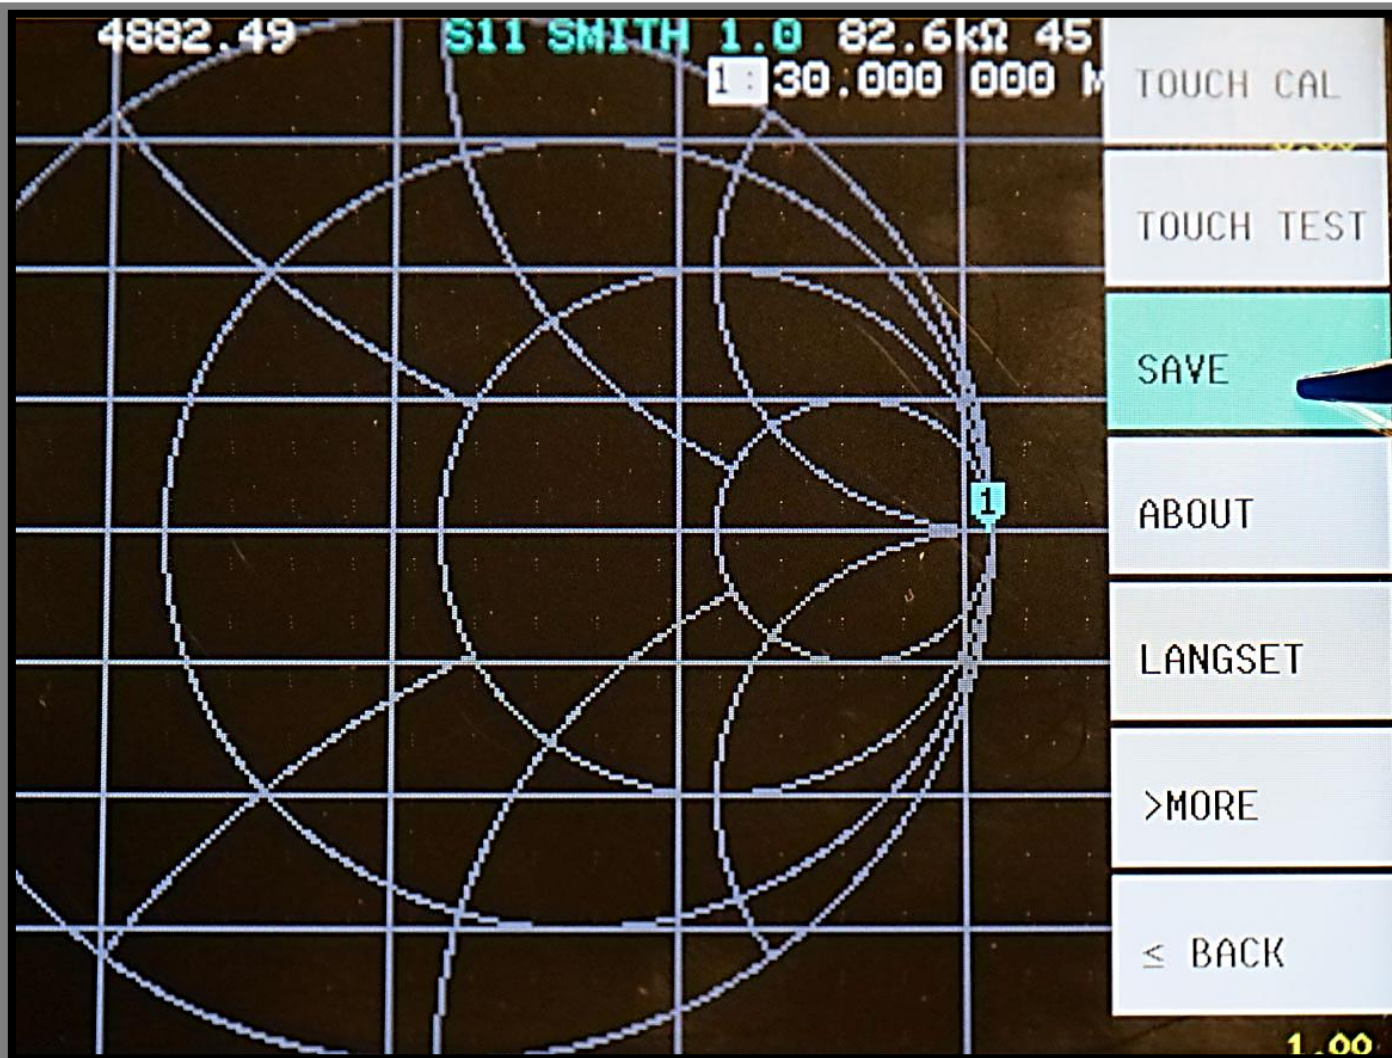 4882.49 S11 SMITH 1.0 82.6kΩ 45
1: 30.000 000 M
TOUCH CAL
TOUCH TEST
SAVE
1
ABOUT
LANGSET
>MORE
≤ BACK
1.00